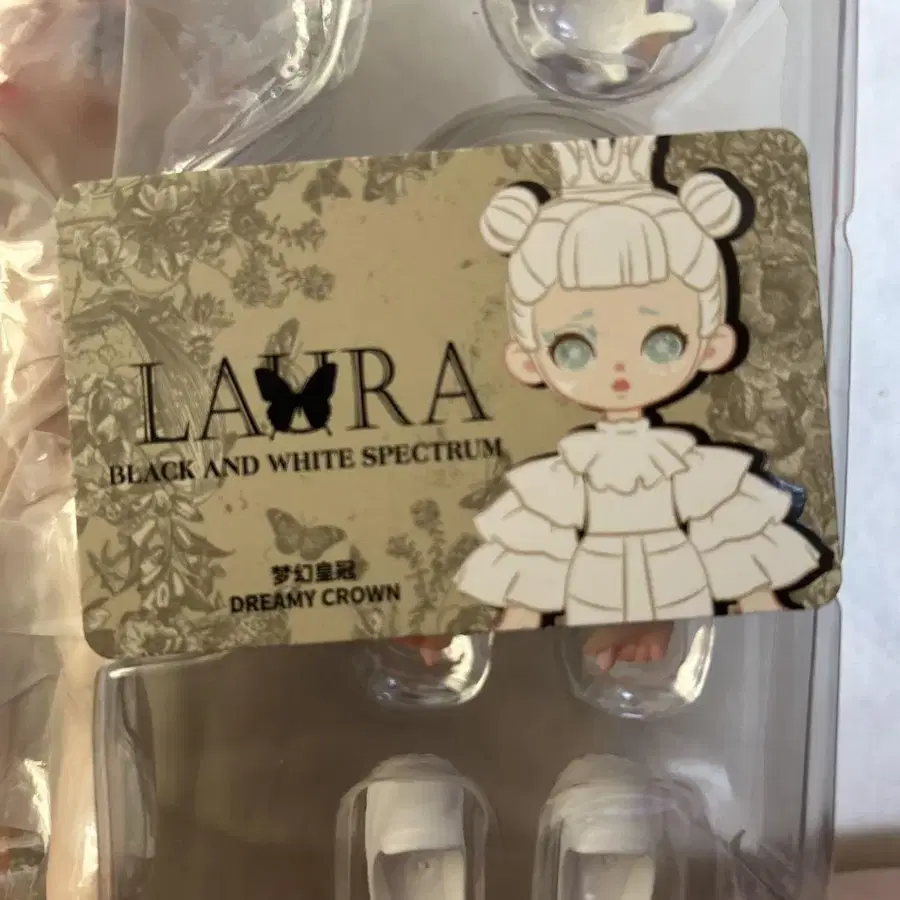 LAURA
BLACK AND WHITE SPECTRUM
梦幻皇冠
DREAMY CROWN